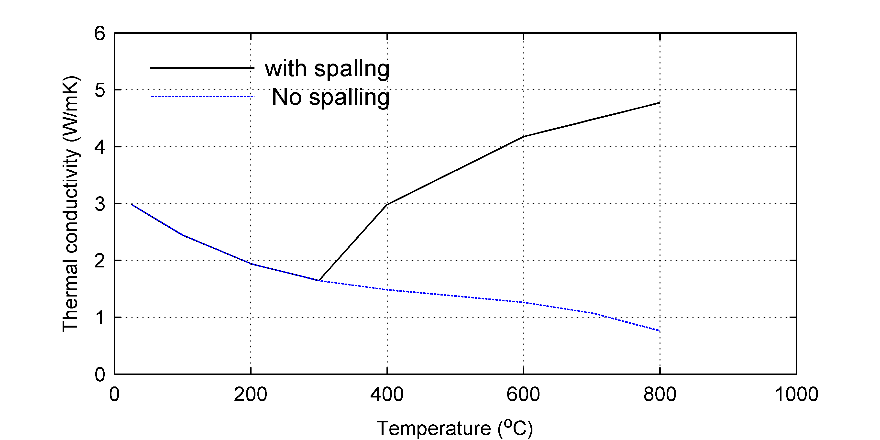 6
5
4
3
2
1
0
Thermal conductivity (W/mK)
with spallng
No spalling
0 200 400 600 800 1000
Temperature (⁰C)